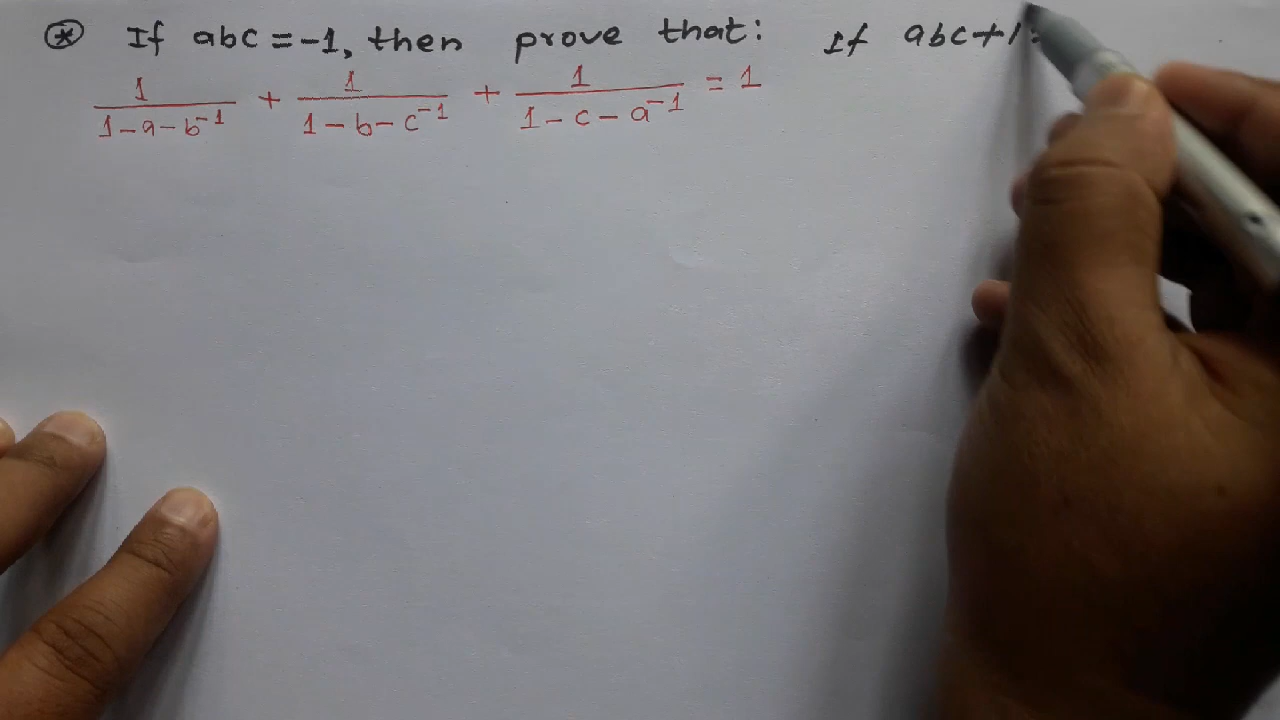 ⊛ If abc = -1, then prove that: If abc+1
1/(1-a-b⁻¹) + 1/(1-b-c⁻¹) + 1/(1-c-a⁻¹) = 1